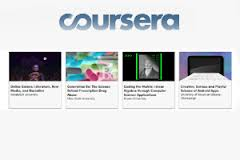 coursera
Online Games: Literature, New
Media, and Narrative
Vanderbilt University
Generation Rx: The Science
Behind Prescription Drug
Abuse
Ohio State University
Coding the Matrix: Linear
Algebra through Computer
Science Applications
Brown University
Creative, Serious and Playful
Science of Android Apps
University of Illinois at Urbana-
Champaign